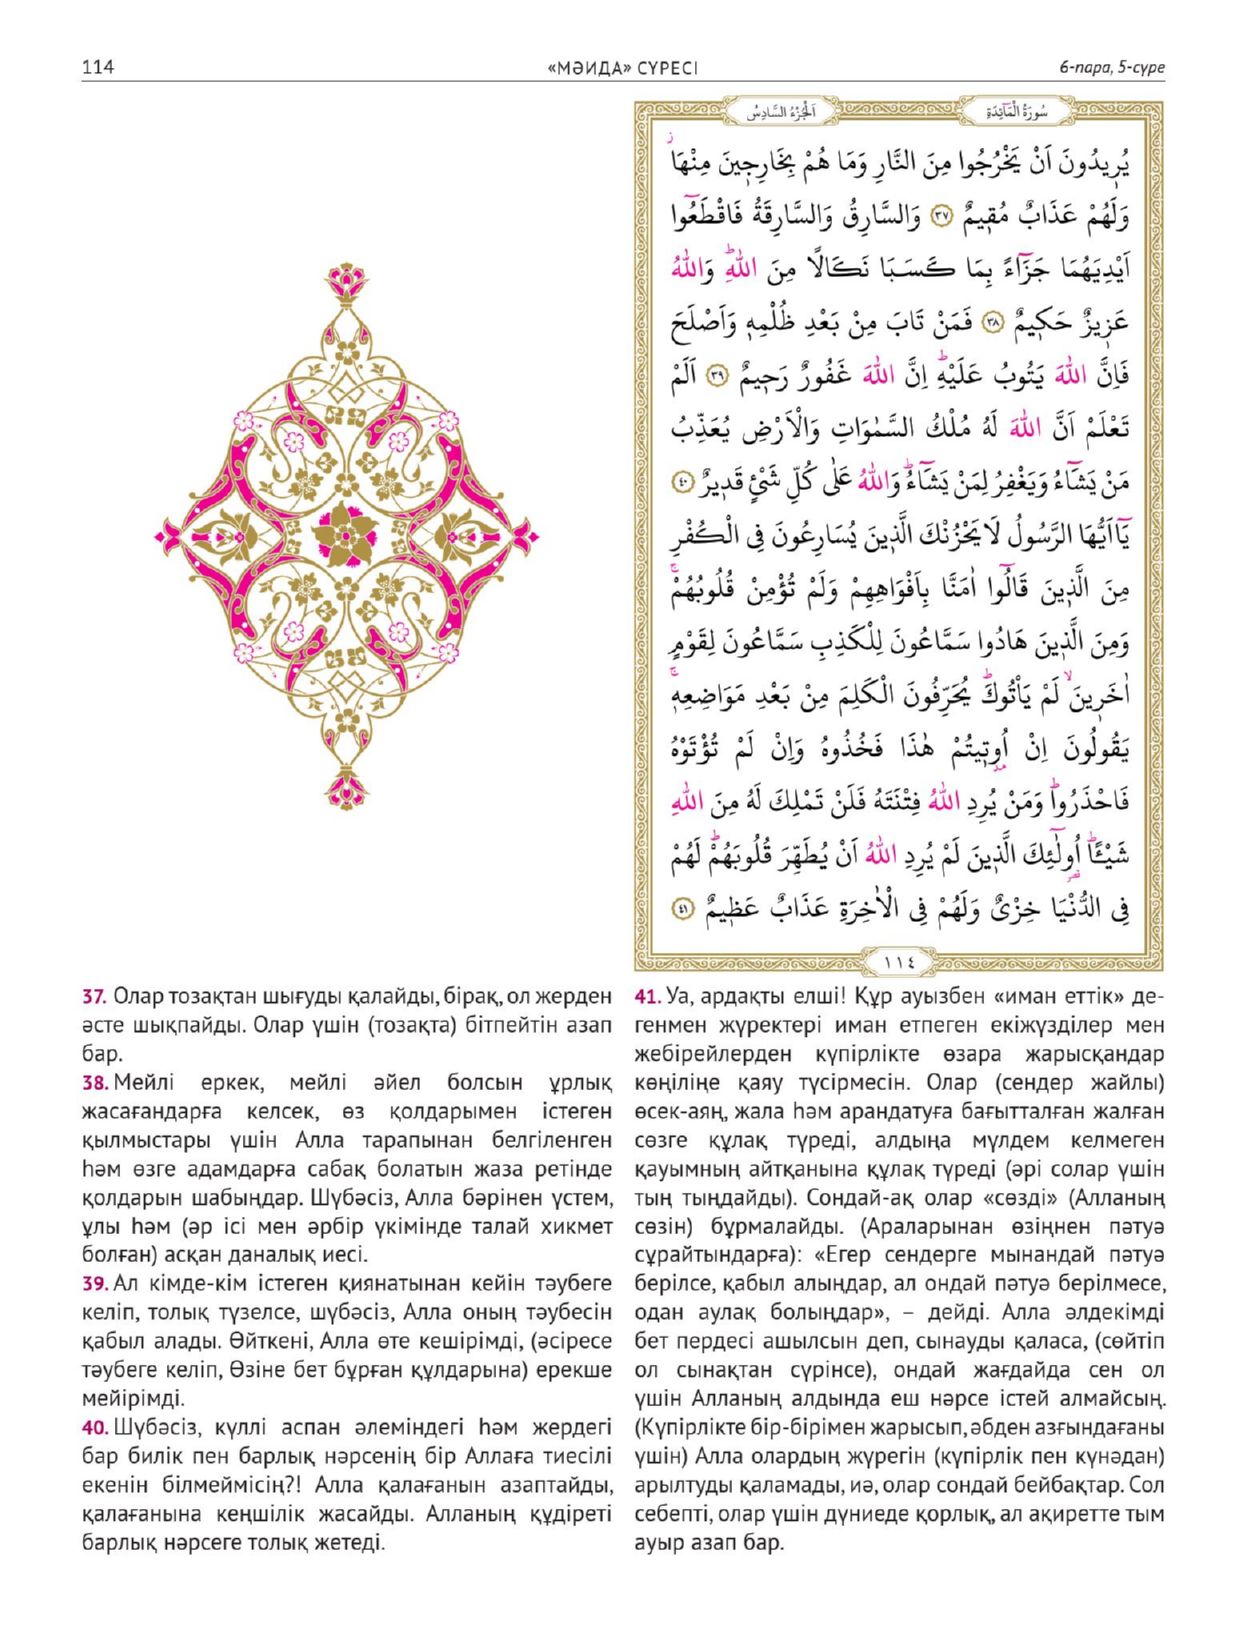 114
«МӘИДА» СҮРЕСІ
6-пара, 5-сүре
اَلْجُزْءُ السَّادِسُ
سُورَةُ الْمَآئِدَةِ
يُرِيدُونَ اَنْ يَخْرُجُوا مِنَ النَّارِ وَمَا هُمْ بِخَارِجِينَ مِنْهَاۘ
وَلَهُمْ عَذَابٌ مُقِيمٌ ﴿٣٧﴾ وَالسَّارِقُ وَالسَّارِقَةُ فَاقْطَعُٓوا
اَيْدِيَهُمَا جَزَٓاءً بِمَا كَسَبَا نَكَالًا مِنَ اللّٰهِۜ وَاللّٰهُ
عَزِيزٌ حَكِيمٌ ﴿٣٨﴾ فَمَنْ تَابَ مِنْ بَعْدِ ظُلْمِهٖ وَاَصْلَحَ
فَاِنَّ اللّٰهَ يَتُوبُ عَلَيْهِۜ اِنَّ اللّٰهَ غَفُورٌ رَحِيمٌ ﴿٣٩﴾ اَلَمْ
تَعْلَمْ اَنَّ اللّٰهَ لَهُ مُلْكُ السَّمٰوَاتِ وَالْاَرْضِ يُعَذِّبُ
مَنْ يَشَٓاءُ وَيَغْفِرُ لِمَنْ يَشَٓاءُۜ وَاللّٰهُ عَلٰى كُلِّ شَيْئٍ قَدِيرٌ ﴿٤٠﴾
يَٓا اَيُّهَا الرَّسُولُ لَا يَحْزُنْكَ الَّذِينَ يُسَارِعُونَ فِى الْكُفْرِ
مِنَ الَّذِينَ قَالُٓوا اٰمَنَّا بِاَفْوَاهِهِمْ وَلَمْ تُؤْمِنْ قُلُوبُهُمْۚ
وَمِنَ الَّذِينَ هَادُوا سَمَّاعُونَ لِلْكَذِبِ سَمَّاعُونَ لِقَوْمٍ
اٰخَرِينَۙ لَمْ يَأْتُوكَۜ يُحَرِّفُونَ الْكَلِمَ مِنْ بَعْدِ مَوَاضِعِهٖۚ
يَقُولُونَ اِنْ اُو۫تِيتُمْ هٰذَا فَخُذُوهُ وَاِنْ لَمْ تُؤْتَوْهُ
فَاحْذَرُواۜ وَمَنْ يُرِدِ اللّٰهُ فِتْنَتَهُ فَلَنْ تَمْلِكَ لَهُ مِنَ اللّٰهِ
شَيْـًٔاۜ اُو۬لٰٓئِكَ الَّذِينَ لَمْ يُرِدِ اللّٰهُ اَنْ يُطَهِّرَ قُلُوبَهُمْۜ لَهُمْ
فِى الدُّنْيَا خِزْىٌ وَلَهُمْ فِى الْاٰخِرَةِ عَذَابٌ عَظِيمٌ ﴿٤١﴾
١١٤
37. Олар тозақтан шығуды қалайды, бірақ, ол жерден
әсте шықпайды. Олар үшін (тозақта) бітпейтін азап
бар.
38. Мейлі еркек, мейлі әйел болсын ұрлық
жасағандарға келсек, өз қолдарымен істеген
қылмыстары үшін Алла тарапынан белгіленген
һәм өзге адамдарға сабақ болатын жаза ретінде
қолдарын шабыңдар. Шүбәсіз, Алла бәрінен үстем,
ұлы һәм (әр ісі мен әрбір үкімінде талай хикмет
болған) асқан даналық иесі.
39. Ал кімде-кім істеген қиянатынан кейін тәубеге
келіп, толық түзелсе, шүбәсіз, Алла оның тәубесін
қабыл алады. Өйткені, Алла өте кешірімді, (әсіресе
тәубеге келіп, Өзіне бет бұрған құлдарына) ерекше
мейірімді.
40. Шүбәсіз, күллі аспан әлеміндегі һәм жердегі
бар билік пен барлық нәрсенің бір Аллаға тиесілі
екенін білмеймісің?! Алла қалағанын азаптайды,
қалағанына кеңшілік жасайды. Алланың құдіреті
барлық нәрсеге толық жетеді.
41. Уа, ардақты елші! Құр ауызбен «иман еттік» де-
генмен жүректері иман етпеген екіжүзділер мен
жебірейлерден күпірлікте өзара жарысқандар
көңіліңе қаяу түсірмесін. Олар (сендер жайлы)
өсек-аяң, жала һәм арандатуға бағытталған жалған
сөзге құлақ түреді, алдыңа мүлдем келмеген
қауымның айтқанына құлақ түреді (әрі солар үшін
тың тыңдайды). Сондай-ақ олар «сөзді» (Алланың
сөзін) бұрмалайды. (Араларынан өзіңнен пәтуә
сұрайтындарға): «Егер сендерге мынандай пәтуә
берілсе, қабыл алыңдар, ал ондай пәтуә берілмесе,
одан аулақ болыңдар», – дейді. Алла әлдекімді
бет пердесі ашылсын деп, сынауды қаласа, (сөйтіп
ол сынақтан сүрінсе), ондай жағдайда сен ол
үшін Алланың алдында еш нәрсе істей алмайсың.
(Күпірлікте бір-бірімен жарысып, әбден азғындағаны
үшін) Алла олардың жүрегін (күпірлік пен күнәдан)
арылтуды қаламады, иә, олар сондай бейбақтар. Сол
себепті, олар үшін дүниеде қорлық, ал ақиретте тым
ауыр азап бар.